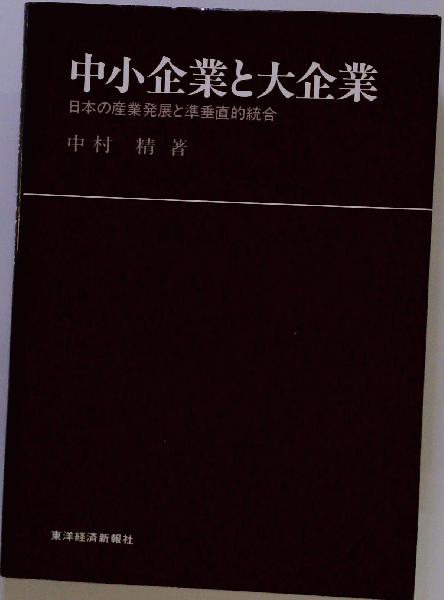 中小企業と大企業
日本の産業発展と準垂直的統合
中村 精 著
東洋経済新報社